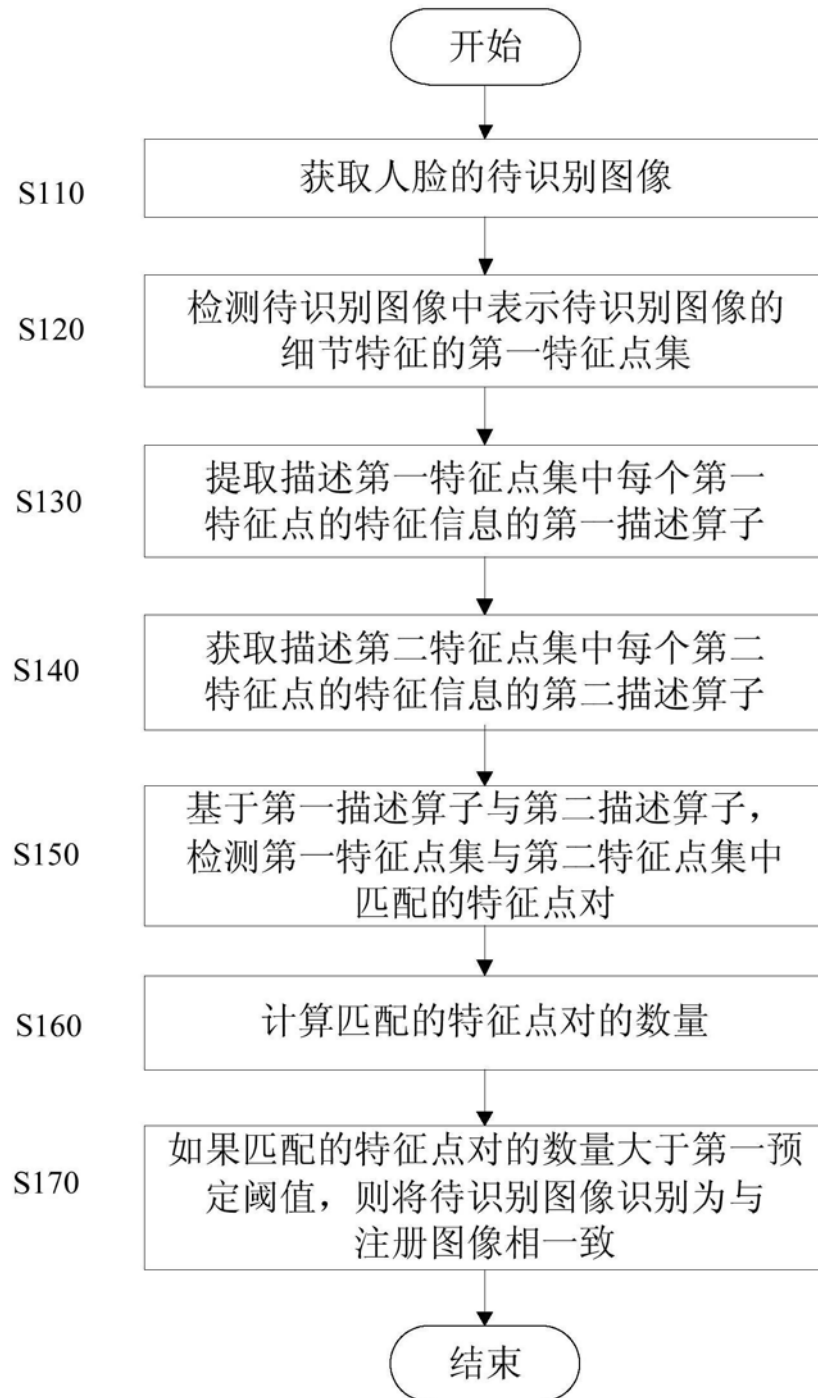 开始
S110
获取人脸的待识别图像
S120
检测待识别图像中表示待识别图像的
细节特征的第一特征点集
S130
提取描述第一特征点集中每个第一
特征点的特征信息的第一描述算子
S140
获取描述第二特征点集中每个第二
特征点的特征信息的第二描述算子
S150
基于第一描述算子与第二描述算子，
检测第一特征点集与第二特征点集中
匹配的特征点对
S160
计算匹配的特征点对的数量
S170
如果匹配的特征点对的数量大于第一预
定阈值，则将待识别图像识别为与
注册图像相一致
结束